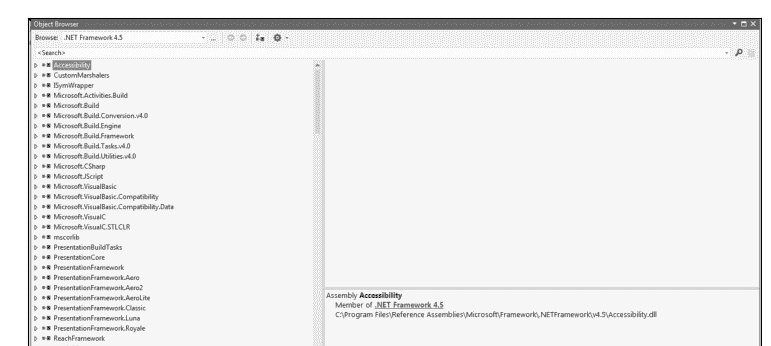 Object Browser
Browse: .NET Framework 4.5
...
<Search>
Accessibility
CustomMarshalers
ISymWrapper
Microsoft.Activities.Build
Microsoft.Build
Microsoft.Build.Conversion.v4.0
Microsoft.Build.Engine
Microsoft.Build.Framework
Microsoft.Build.Tasks.v4.0
Microsoft.Build.Utilities.v4.0
Microsoft.CSharp
Microsoft.JScript
Microsoft.VisualBasic
Microsoft.VisualBasic.Compatibility
Microsoft.VisualBasic.Compatibility.Data
Microsoft.VisualC
Microsoft.VisualC.STLCLR
mscorlib
PresentationBuildTasks
PresentationCore
PresentationFramework
PresentationFramework.Aero
PresentationFramework.Aero2
PresentationFramework.AeroLite
PresentationFramework.Classic
PresentationFramework.Luna
PresentationFramework.Royale
ReachFramework
Assembly Accessibility
Member of .NET Framework 4.5
C:\Program Files\Reference Assemblies\Microsoft\Framework\.NETFramework\v4.5\Accessibility.dll